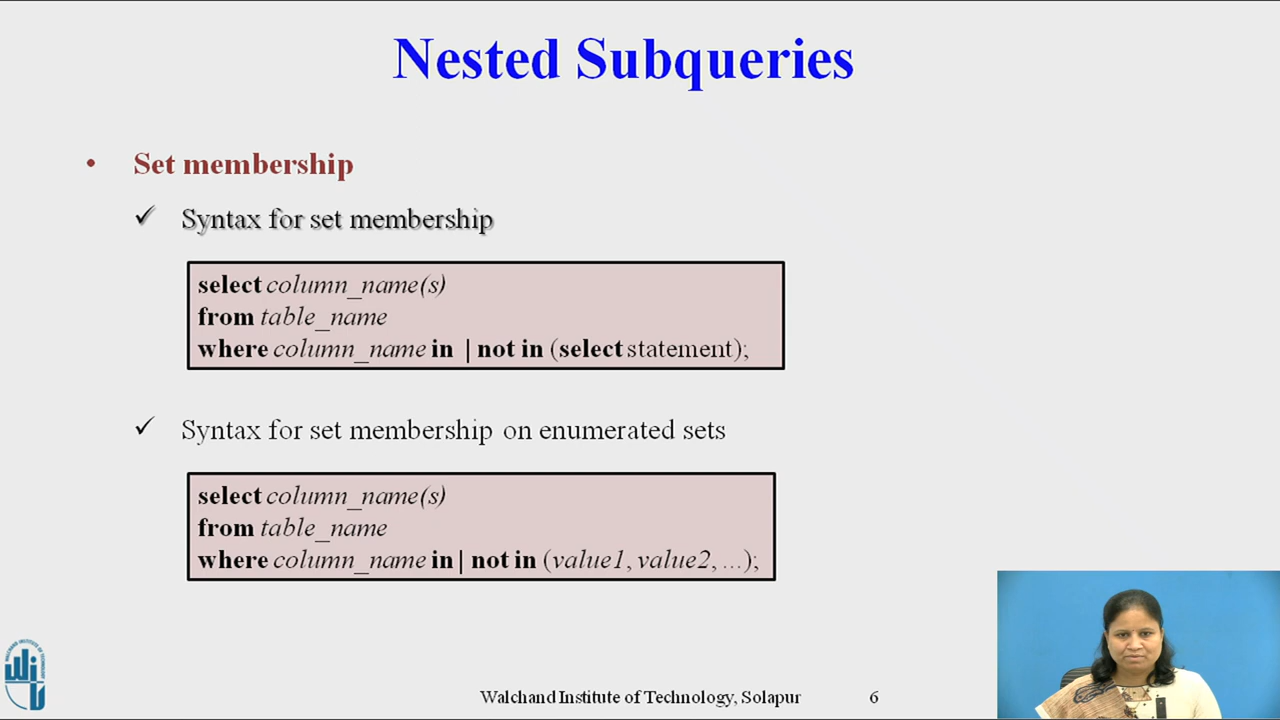 Nested Subqueries
• Set membership
✓ Syntax for set membership
select column_name(s)
from table_name
where column_name in | not in (select statement);
✓ Syntax for set membership on enumerated sets
select column_name(s)
from table_name
where column_name in | not in (value1, value2, ...);
WIT
Walchand Institute of Technology, Solapur 6